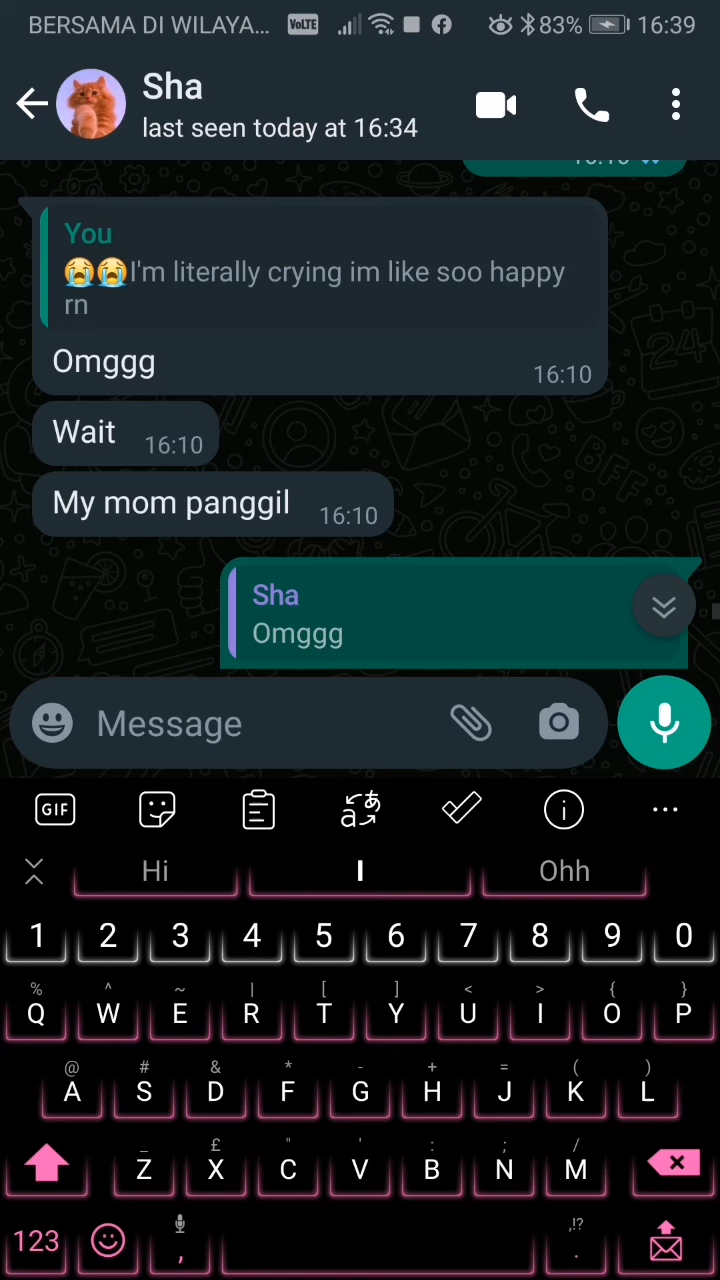 BERSAMA DI WILAYA... VoLTE 83% 16:39
Sha
last seen today at 16:34
You
😭😭I'm literally crying im like soo happy
rn
Omggg 16:10
Wait 16:10
My mom panggil 16:10
Sha
Omggg
Message
GIF
Hi I Ohh
1 2 3 4 5 6 7 8 9 0
% ^ ~ | [ ] < > { }
Q W E R T Y U I O P
@ # & * - + = ( )
A S D F G H J K L
_ £ " ' : ; /
Z X C V B N M
,!?
123 , .